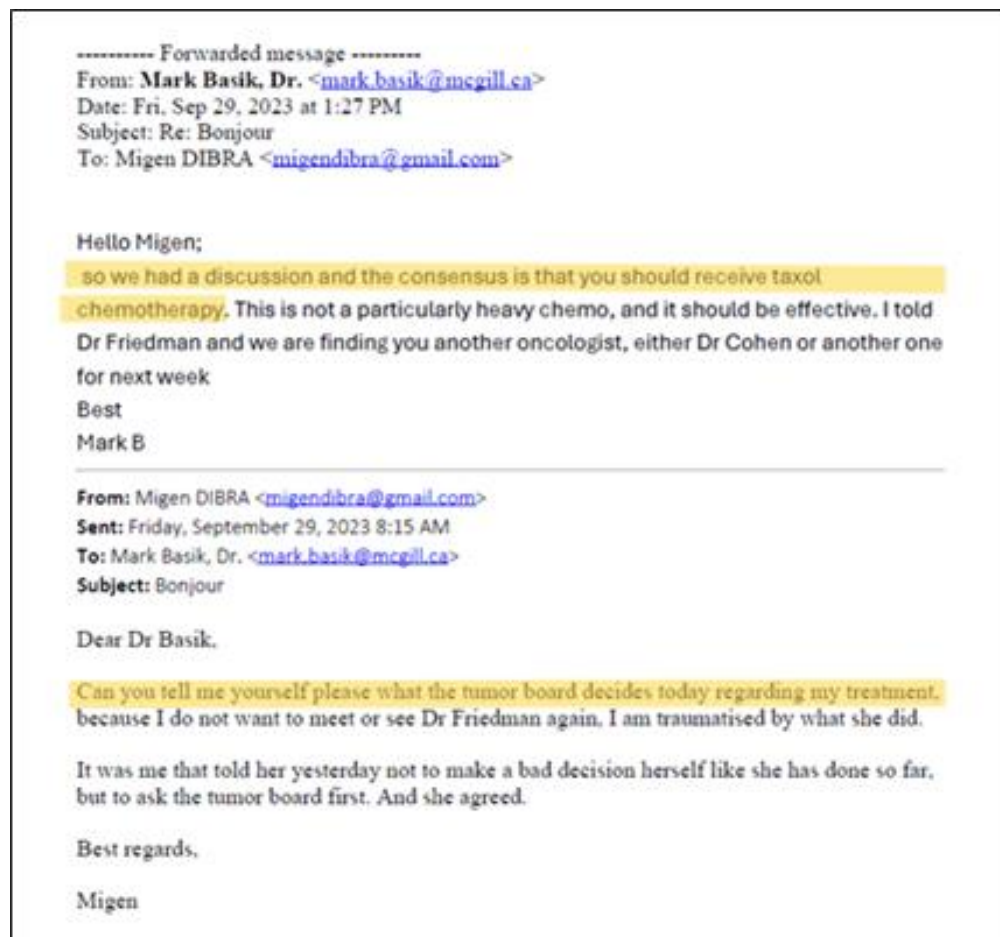 ---------- Forwarded message ---------
From: Mark Basik, Dr. <mark.basik@mcgill.ca>
Date: Fri, Sep 29, 2023 at 1:27 PM
Subject: Re: Bonjour
To: Migen DIBRA <migendibra@gmail.com>
Hello Migen;
so we had a discussion and the consensus is that you should receive taxol
chemotherapy. This is not a particularly heavy chemo, and it should be effective. I told
Dr Friedman and we are finding you another oncologist, either Dr Cohen or another one
for next week
Best
Mark B
From: Migen DIBRA <migendibra@gmail.com>
Sent: Friday, September 29, 2023 8:15 AM
To: Mark Basik, Dr. <mark.basik@mcgill.ca>
Subject: Bonjour
Dear Dr Basik,
Can you tell me yourself please what the tumor board decides today regarding my treatment,
because I do not want to meet or see Dr Friedman again, I am traumatised by what she did.
It was me that told her yesterday not to make a bad decision herself like she has done so far,
but to ask the tumor board first. And she agreed.
Best regards,
Migen